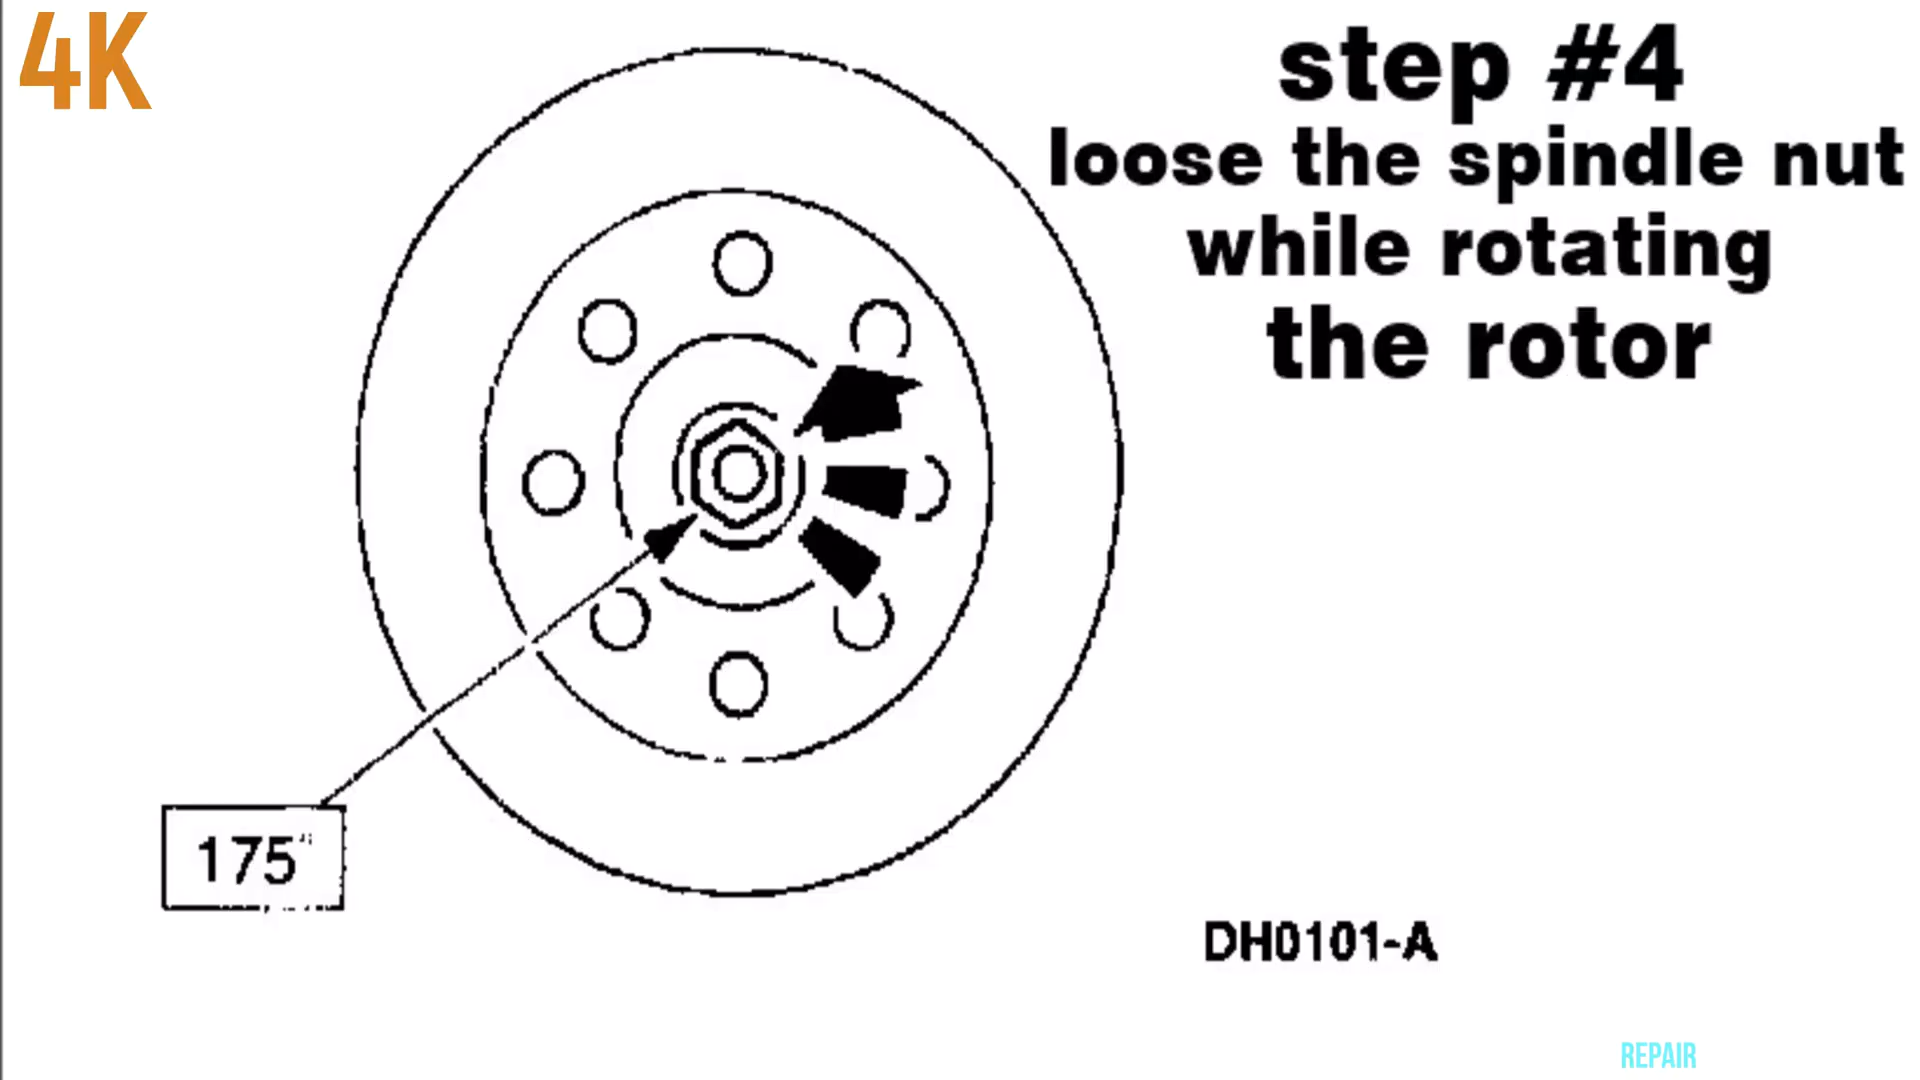 4K
step #4
loose the spindle nut
while rotating
the rotor
175°
DH0101-A
REPAIR